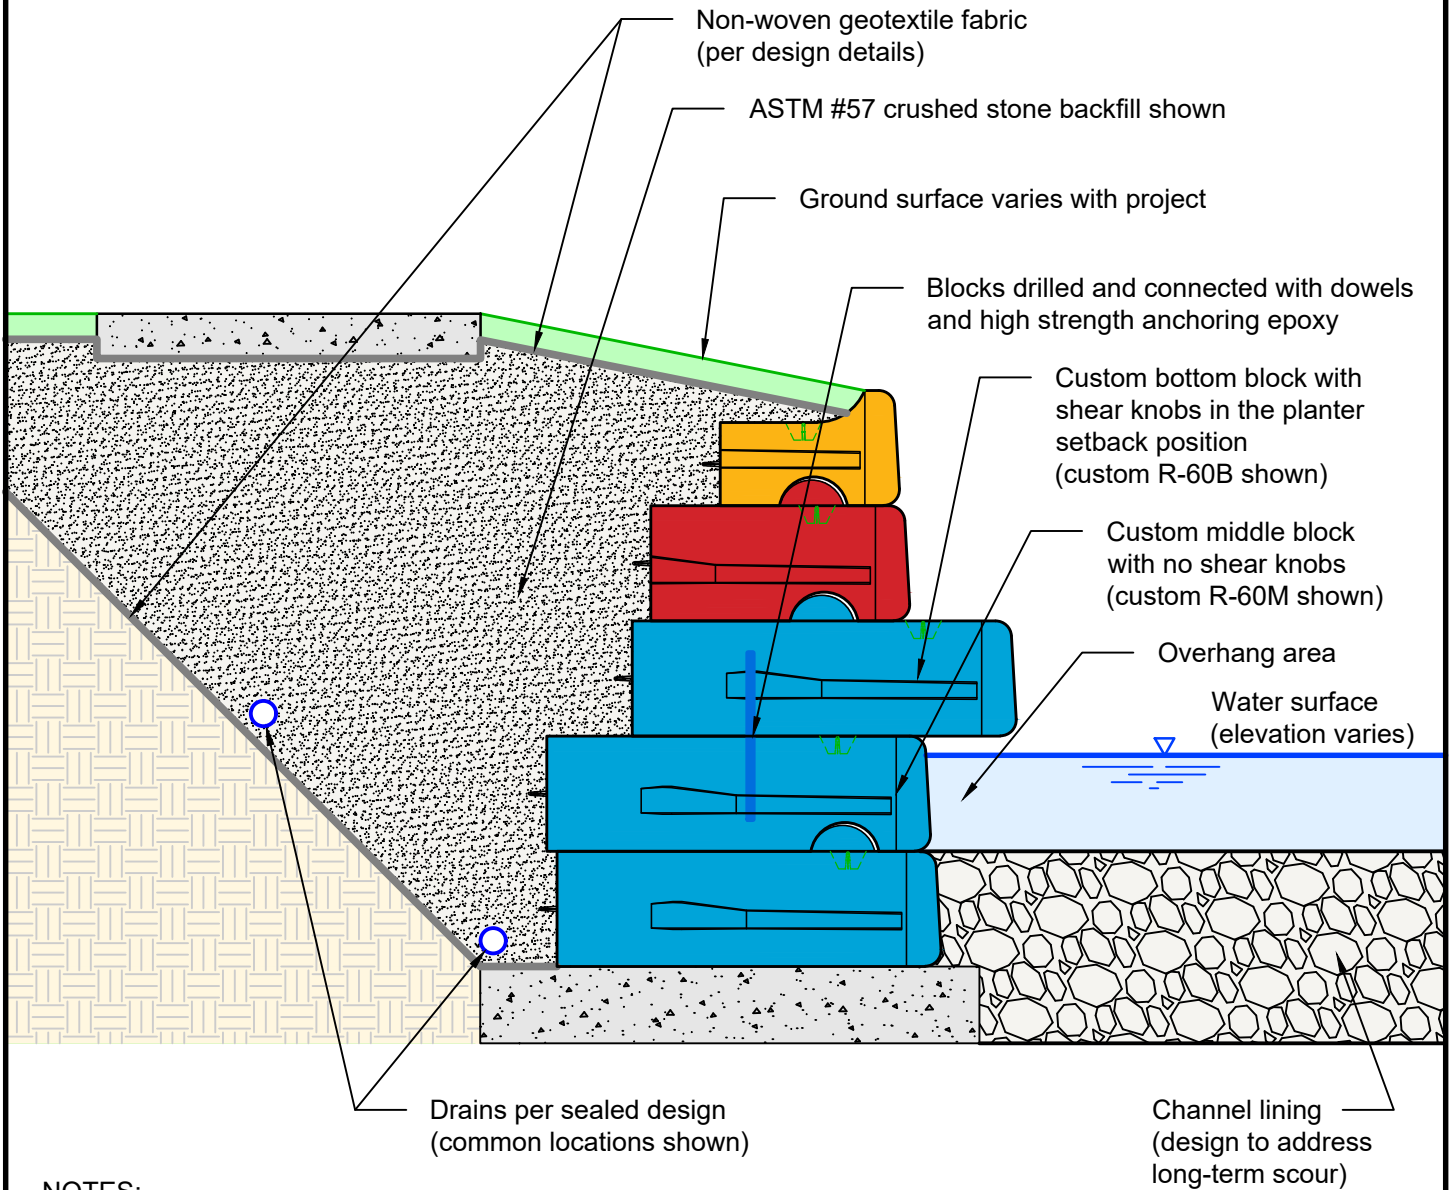 Non-woven geotextile fabric
(per design details)
ASTM #57 crushed stone backfill shown
Ground surface varies with project
Blocks drilled and connected with dowels
and high strength anchoring epoxy
Custom bottom block with
shear knobs in the planter
setback position
(custom R-60B shown)
Custom middle block
with no shear knobs
(custom R-60M shown)
Overhang area
Water surface
(elevation varies)
Drains per sealed design
(common locations shown)
Channel lining
(design to address
long-term scour)
NOTES: